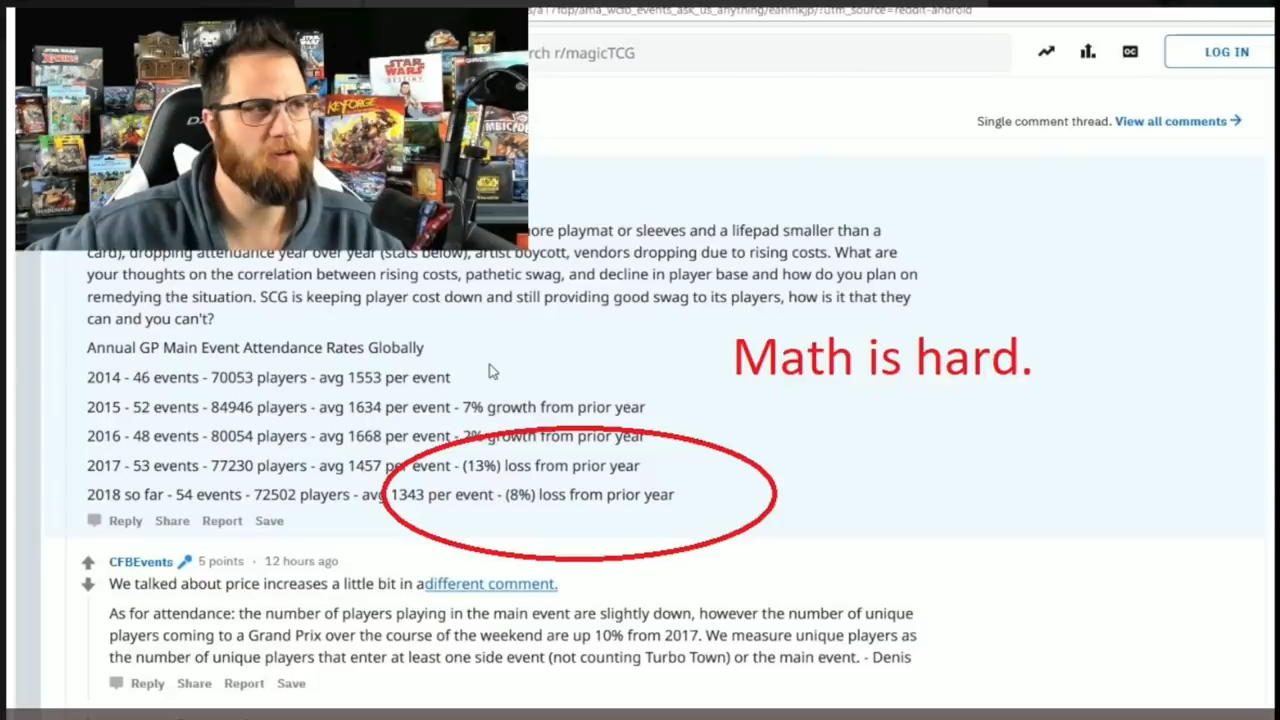 /ama_wcfb_events_ask_us_anything/eahmkjp/?utm_source=reddit-android
rch r/magicTCG
LOG IN
Single comment thread. View all comments →
STAR WARS
DESTINY
KEYFORGE
ore playmat or sleeves and a lifepad smaller than a
card), dropping attendance year over year (stats below), artist boycott, vendors dropping due to rising costs. What are
your thoughts on the correlation between rising costs, pathetic swag, and decline in player base and how do you plan on
remedying the situation. SCG is keeping player cost down and still providing good swag to its players, how is it that they
can and you can't?
Annual GP Main Event Attendance Rates Globally
Math is hard.
2014 - 46 events - 70053 players - avg 1553 per event
2015 - 52 events - 84946 players - avg 1634 per event - 7% growth from prior year
2016 - 48 events - 80054 players - avg 1668 per event - 2% growth from prior year
2017 - 53 events - 77230 players - avg 1457 per event - (13%) loss from prior year
2018 so far - 54 events - 72502 players - avg 1343 per event - (8%) loss from prior year
Reply Share Report Save
CFBEvents 5 points · 12 hours ago
We talked about price increases a little bit in a different comment.
As for attendance: the number of players playing in the main event are slightly down, however the number of unique
players coming to a Grand Prix over the course of the weekend are up 10% from 2017. We measure unique players as
the number of unique players that enter at least one side event (not counting Turbo Town) or the main event. - Denis
Reply Share Report Save